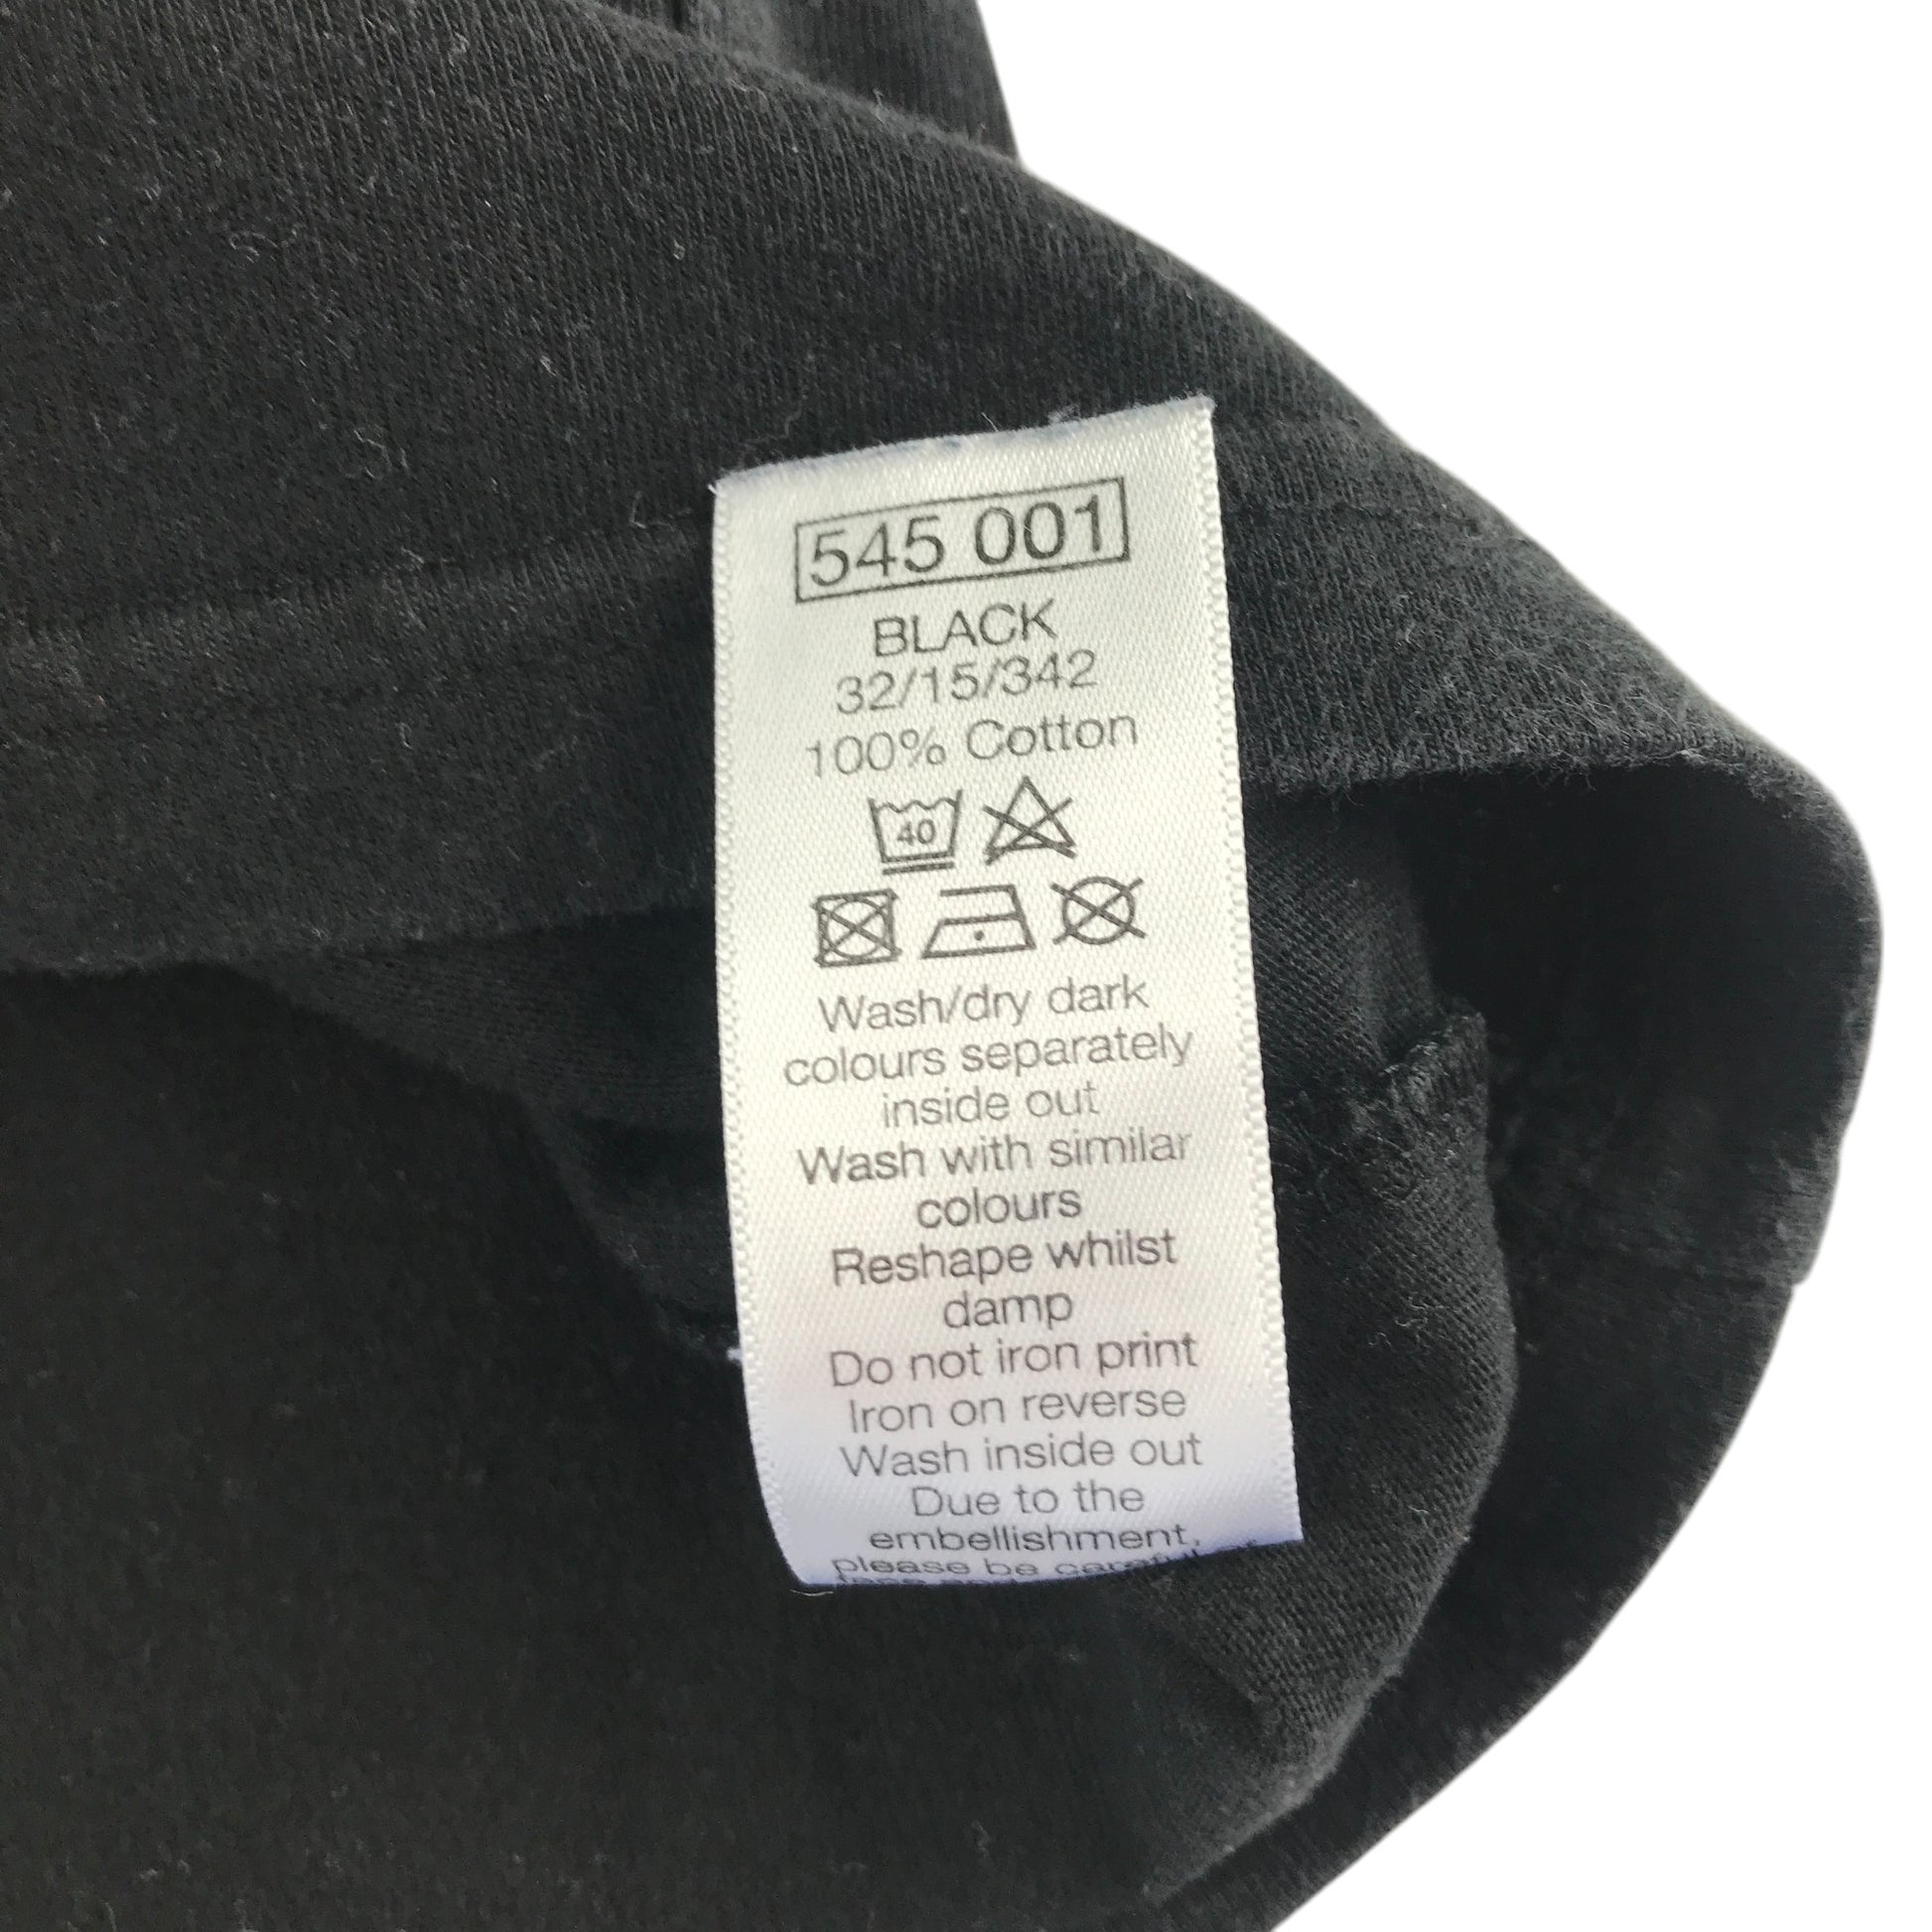 545 001
BLACK
32/15/342
100% Cotton
40
Wash/dry dark
colours separately
inside out
Wash with similar
colours
Reshape whilst
damp
Do not iron print
Iron on reverse
Wash inside out
Due to the
embellishment,
please be careful